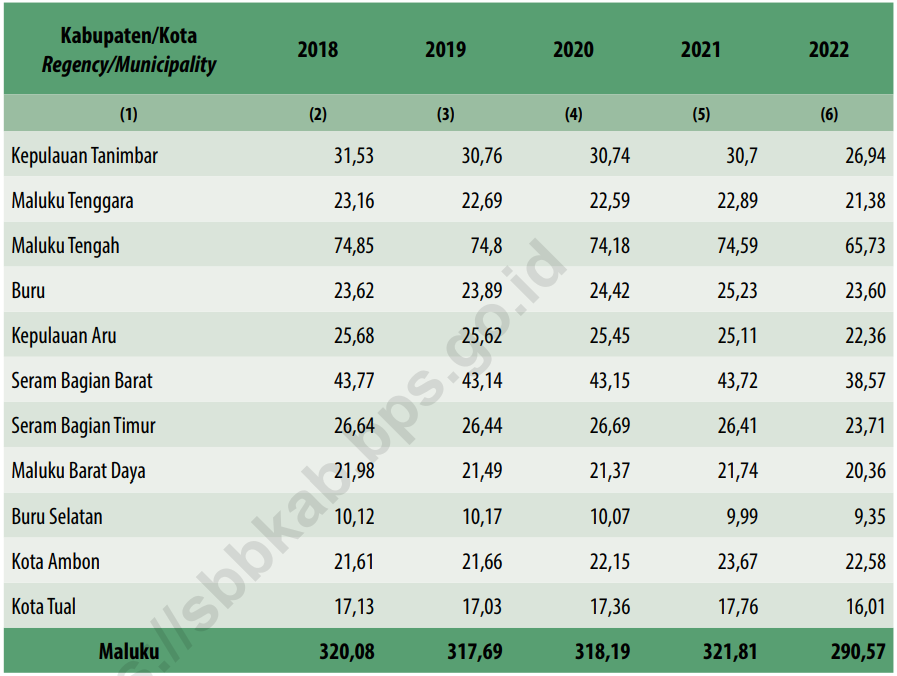 Kabupaten/Kota 2018 2019 2020 2021 2022
Regency/Municipality
(1) (2) (3) (4) (5) (6)
Kepulauan Tanimbar 31,53 30,76 30,74 30,7 26,94
Maluku Tenggara 23,16 22,69 22,59 22,89 21,38
Maluku Tengah 74,85 74,8 74,18 74,59 65,73
Buru 23,62 23,89 24,42 25,23 23,60
Kepulauan Aru 25,68 25,62 25,45 25,11 22,36
Seram Bagian Barat 43,77 43,14 43,15 43,72 38,57
Seram Bagian Timur 26,64 26,44 26,69 26,41 23,71
Maluku Barat Daya 21,98 21,49 21,37 21,74 20,36
Buru Selatan 10,12 10,17 10,07 9,99 9,35
Kota Ambon 21,61 21,66 22,15 23,67 22,58
Kota Tual 17,13 17,03 17,36 17,76 16,01
Maluku 320,08 317,69 318,19 321,81 290,57
s://sbbkab.bps.go.id